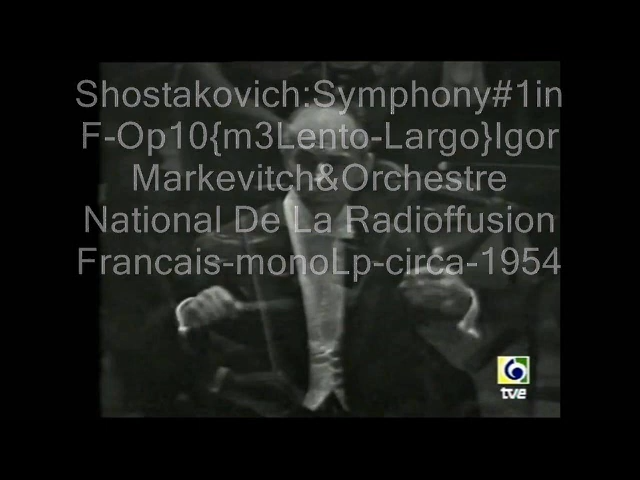 Shostakovich:Symphony#1in
F-Op10{m3Lento-Largo}Igor
Markevitch&Orchestre
National De La Radioffusion
Francais-monoLp-circa-1954
tve